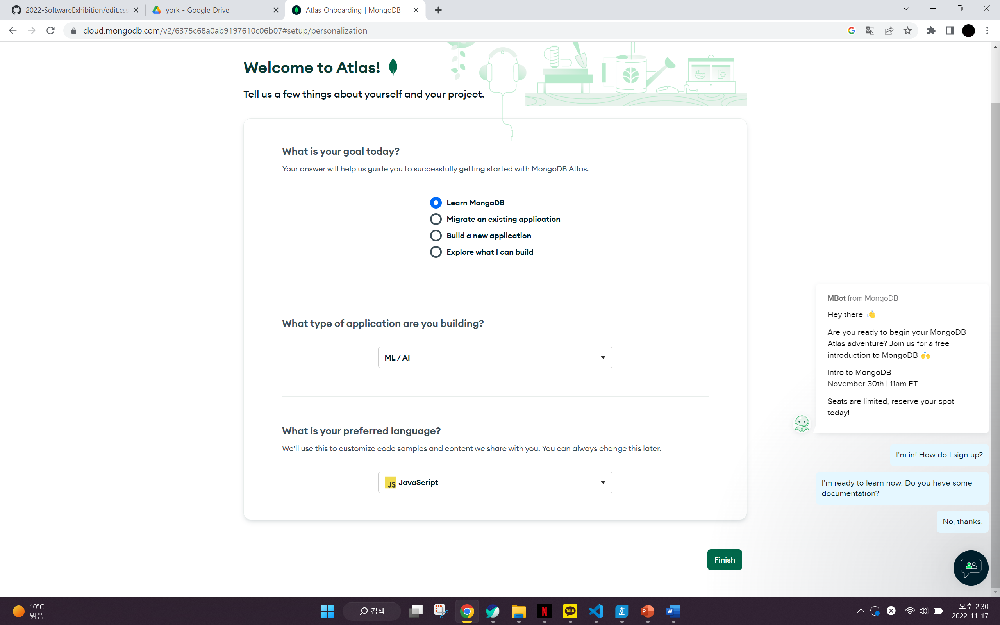 2022-SoftwareExhibition/edit.css
york - Google Drive
Atlas Onboarding | MongoDB
cloud.mongodb.com/v2/6375c68a0ab9197610c06b07#setup/personalization
Welcome to Atlas!
Tell us a few things about yourself and your project.
What is your goal today?
Your answer will help us guide you to successfully getting started with MongoDB Atlas.
Learn MongoDB
Migrate an existing application
Build a new application
Explore what I can build
What type of application are you building?
ML / AI
What is your preferred language?
We’ll use this to customize code samples and content we share with you. You can always change this later.
JS JavaScript
Finish
MBot from MongoDB
Hey there 👋
Are you ready to begin your MongoDB
Atlas adventure? Join us for a free
introduction to MongoDB 🙌
Intro to MongoDB
November 30th | 11am ET
Seats are limited, reserve your spot
today!
I’m in! How do I sign up?
I’m ready to learn now. Do you have some
documentation?
No, thanks.
10°C
맑음
검색
N
TALK
호
P
W
오후 2:30
2022-11-17